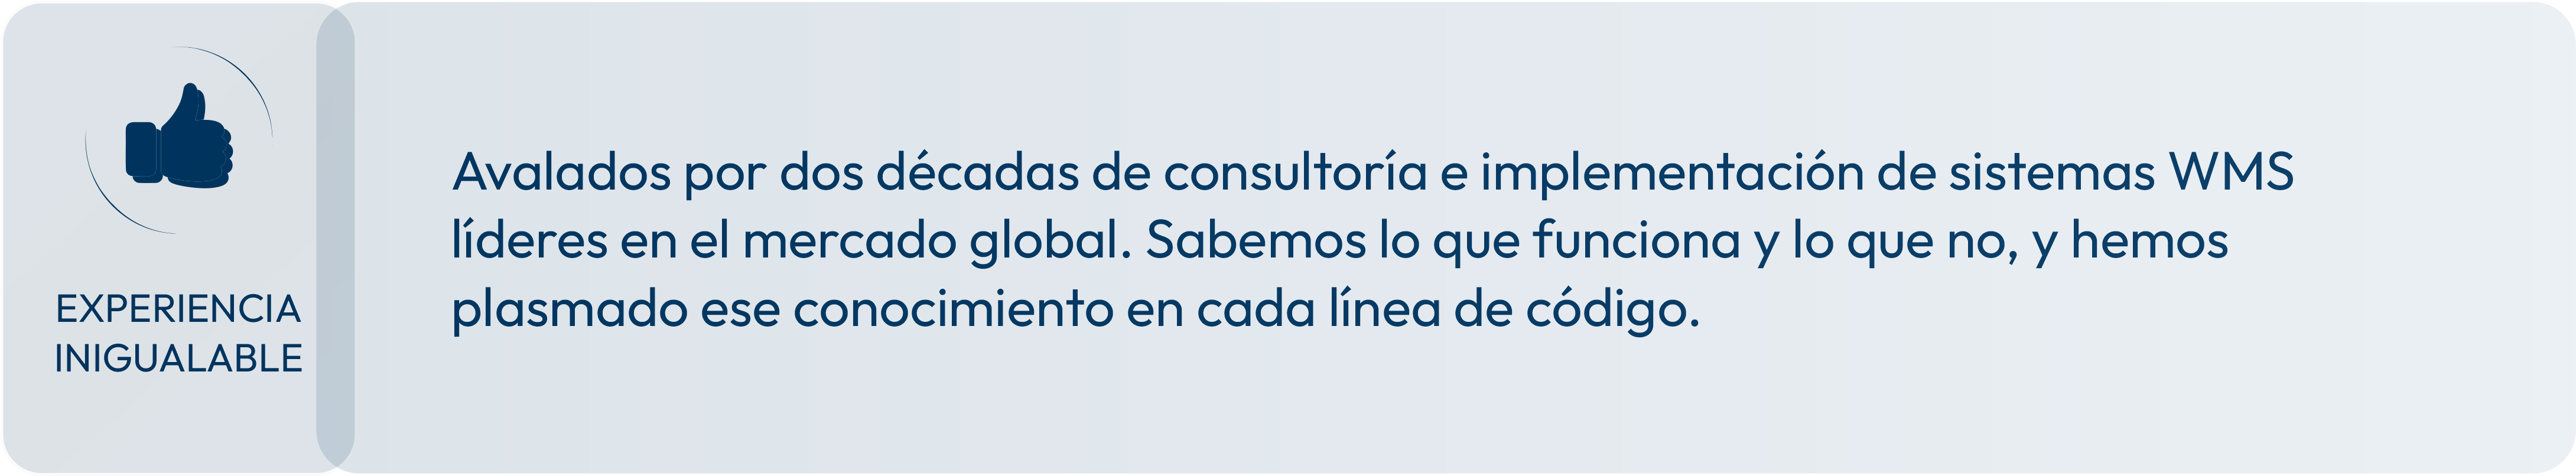 EXPERIENCIA
INIGUALABLE
Avalados por dos décadas de consultoría e implementación de sistemas WMS
líderes en el mercado global. Sabemos lo que funciona y lo que no, y hemos
plasmado ese conocimiento en cada línea de código.